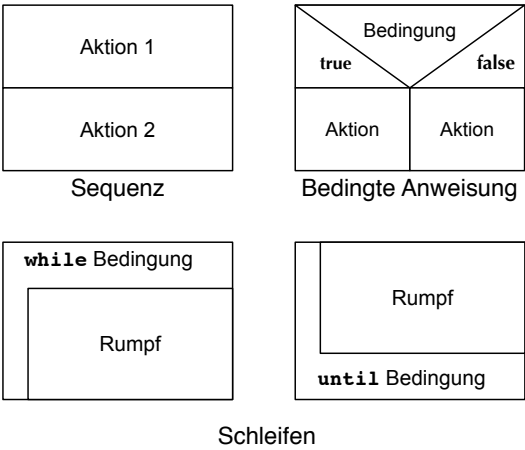 Aktion 1
Aktion 2
Sequenz
Bedingung
true
false
Aktion
Aktion
Bedingte Anweisung
while Bedingung
Rumpf
Rumpf
until Bedingung
Schleifen